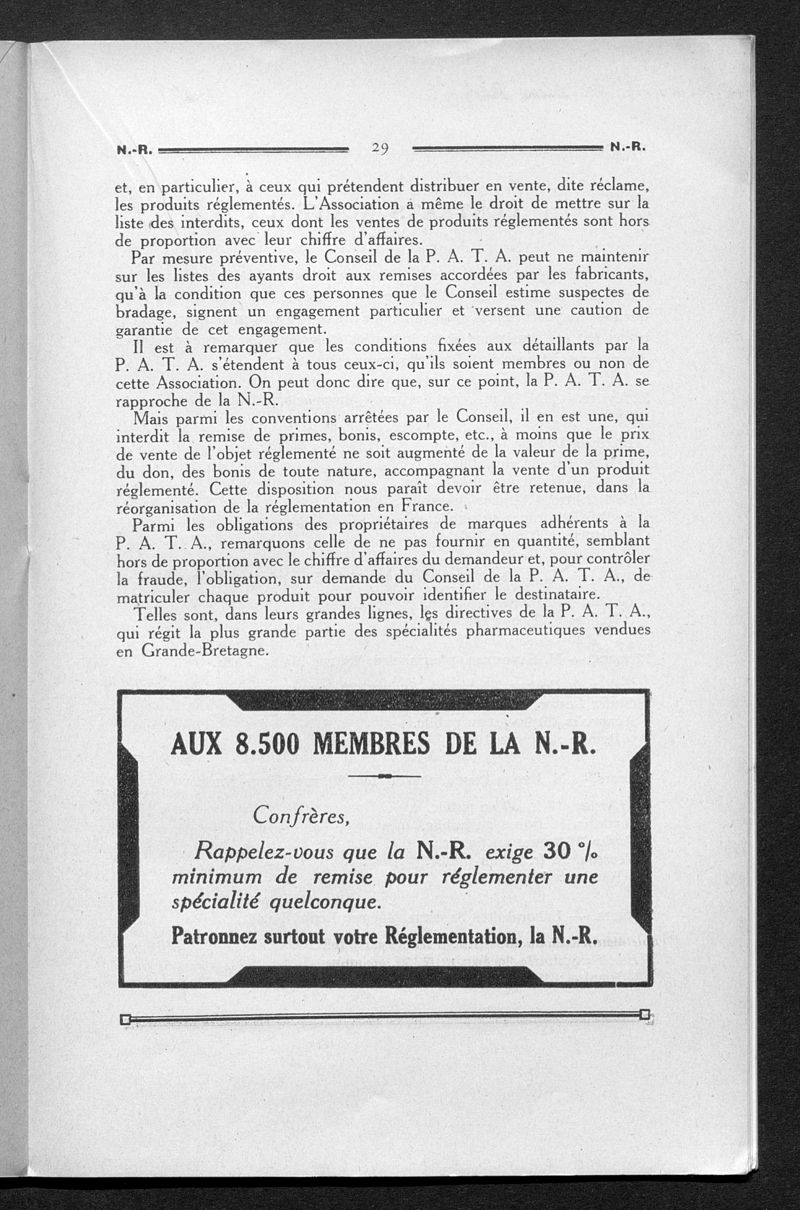 N.-R. 29 N.-R.
et, en particulier, à ceux qui prétendent distribuer en vente, dite réclame,
les produits réglementés. L'Association a même le droit de mettre sur la
liste des interdits, ceux dont les ventes de produits réglementés sont hors
de proportion avec leur chiffre d'affaires.
Par mesure préventive, le Conseil de la P. A. T. A. peut ne maintenir
sur les listes des ayants droit aux remises accordées par les fabricants,
qu'à la condition que ces personnes que le Conseil estime suspectes de
bradage, signent un engagement particulier et versent une caution de
garantie de cet engagement.
Il est à remarquer que les conditions fixées aux détaillants par la
P. A. T. A. s'étendent à tous ceux-ci, qu'ils soient membres ou non de
cette Association. On peut donc dire que, sur ce point, la P. A. T. A. se
rapproche de la N.-R.
Mais parmi les conventions arrêtées par le Conseil, il en est une, qui
interdit la remise de primes, bonis, escompte, etc., à moins que le prix
de vente de l'objet réglementé ne soit augmenté de la valeur de la prime,
du don, des bonis de toute nature, accompagnant la vente d'un produit
réglementé. Cette disposition nous paraît devoir être retenue, dans la
réorganisation de la réglementation en France.
Parmi les obligations des propriétaires de marques adhérents à la
P. A. T. A., remarquons celle de ne pas fournir en quantité, semblant
hors de proportion avec le chiffre d'affaires du demandeur et, pour contrôler
la fraude, l'obligation, sur demande du Conseil de la P. A. T. A., de
matriculer chaque produit pour pouvoir identifier le destinataire.
Telles sont, dans leurs grandes lignes, les directives de la P. A. T. A.,
qui régit la plus grande partie des spécialités pharmaceutiques vendues
en Grande-Bretagne.
AUX 8.500 MEMBRES DE LA N.-R.
Confrères,
Rappelez-vous que la N.-R. exige 30 %
minimum de remise pour réglementer une
spécialité quelconque.
Patronnez surtout votre Réglementation, la N.-R.